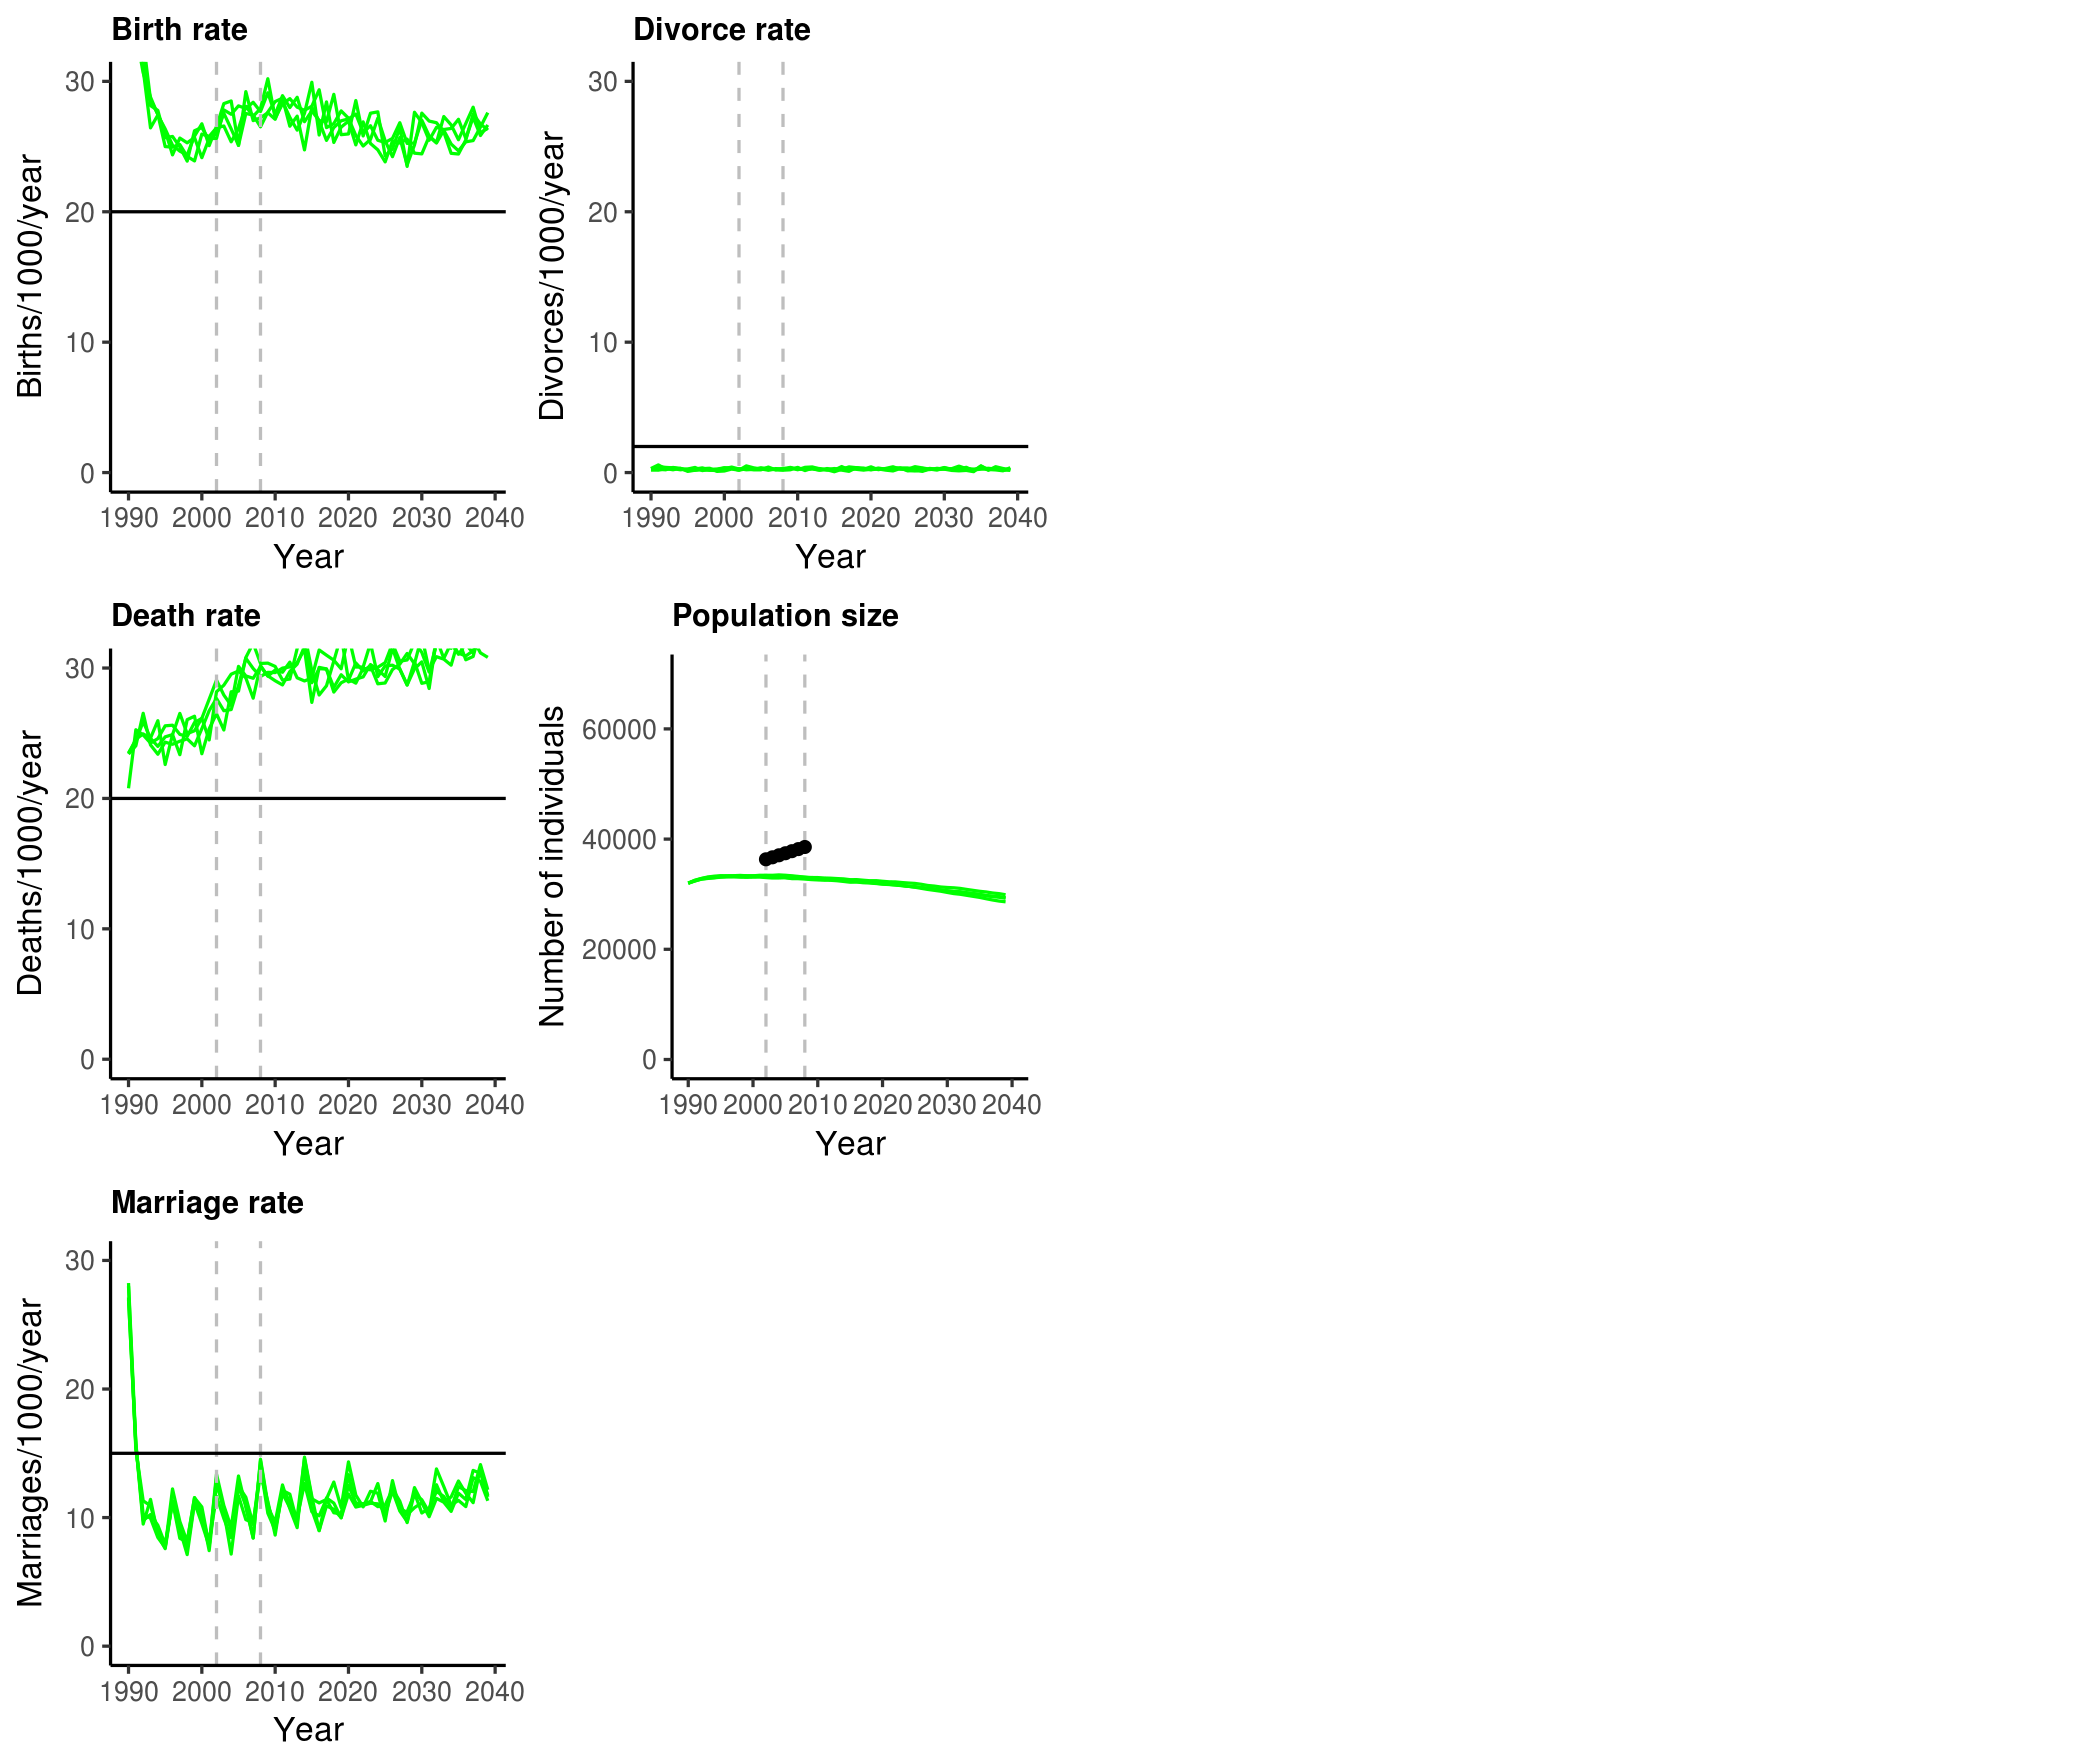 Birth rate
Births/1000/year
30
20
10
0
1990 2000 2010 2020 2030 2040
Year
Divorce rate
Divorces/1000/year
30
20
10
0
1990 2000 2010 2020 2030 2040
Year
Death rate
Deaths/1000/year
30
20
10
0
1990 2000 2010 2020 2030 2040
Year
Population size
Number of individuals
60000
40000
20000
0
1990 2000 2010 2020 2030 2040
Year
Marriage rate
Marriages/1000/year
30
20
10
0
1990 2000 2010 2020 2030 2040
Year